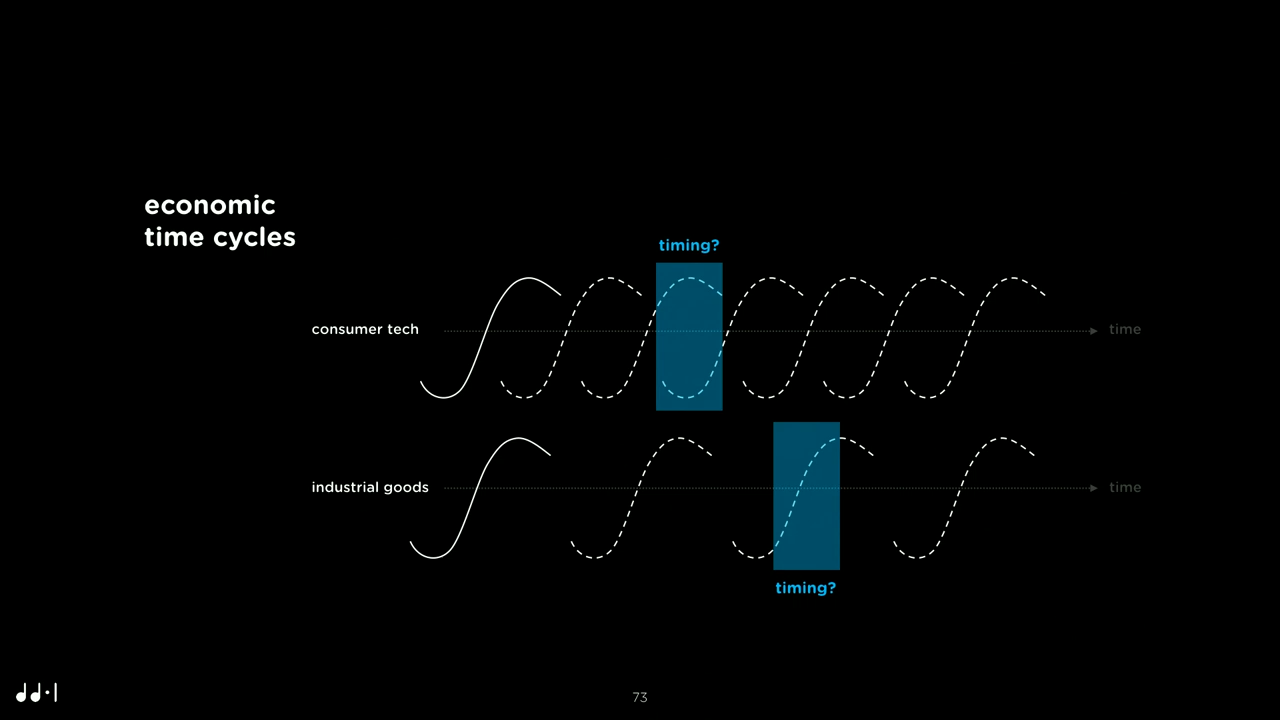 economic
time cycles
timing?
consumer tech
time
industrial goods
time
timing?
73